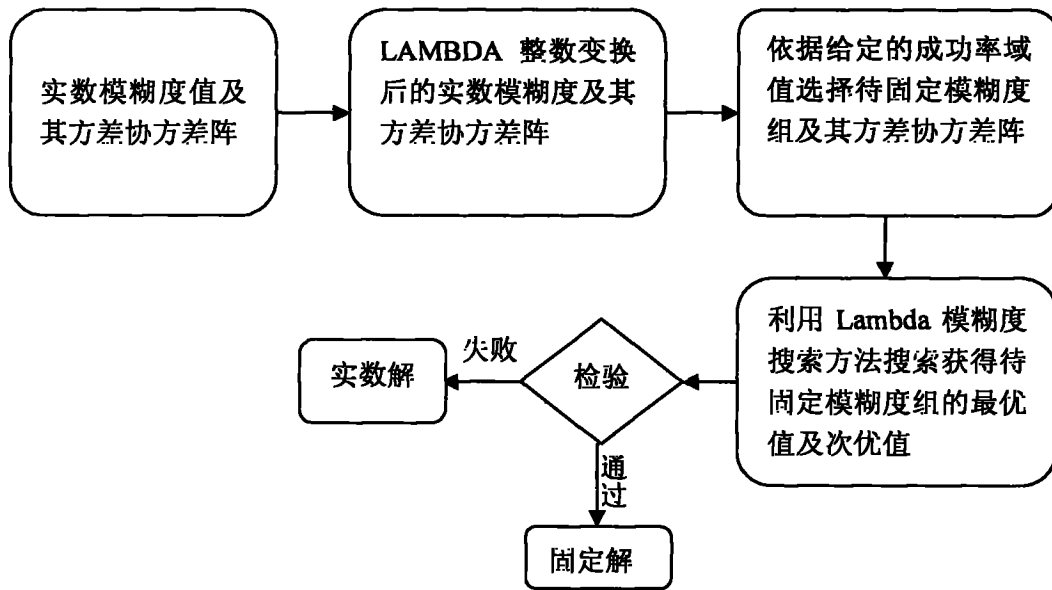 实数模糊度值及
其方差协方差阵
LAMBDA 整数变换
后的实数模糊度及其
方差协方差阵
依据给定的成功率域
值选择待固定模糊度
组及其方差协方差阵
利用 Lambda 模糊度
搜索方法搜索获得待
固定模糊度组的最优
值及次优值
检验
失败
实数解
通
过
固定解